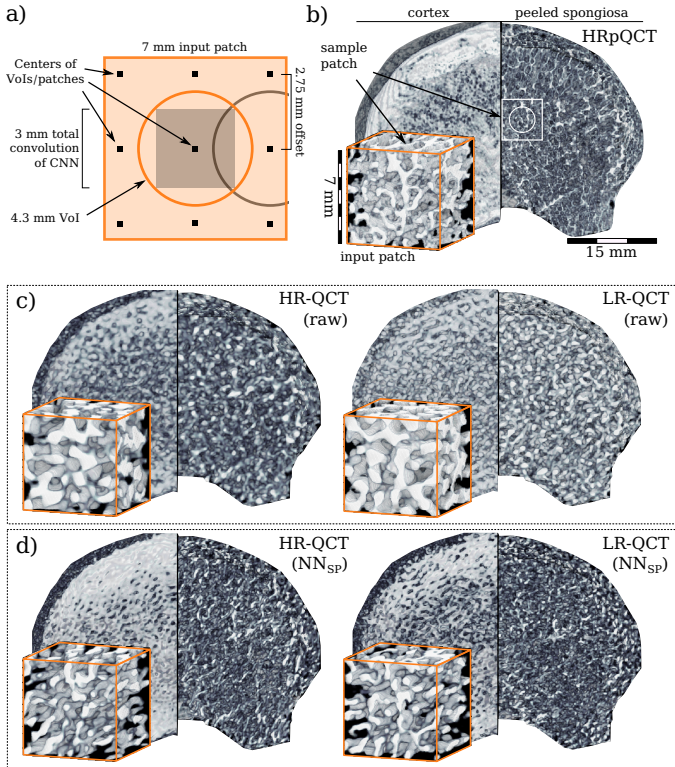 a)
7 mm input patch
Centers of
VoIs/patches
3 mm total
convolution
of CNN
4.3 mm VoI
2.75 mm offset
b)
cortex
peeled spongiosa
HRpQCT
sample
patch
7 mm
input patch
15 mm
c)
HR-QCT
(raw)
LR-QCT
(raw)
d)
HR-QCT
(NN_SP)
LR-QCT
(NN_SP)